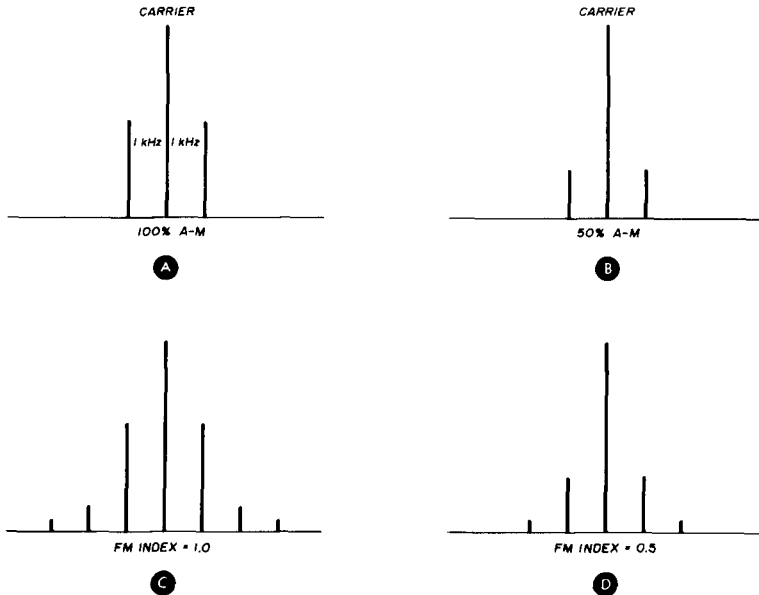 CARRIER
1 kHz 1 kHz
100% A-M
A
CARRIER
50% A-M
B
FM INDEX = 1.0
C
FM INDEX = 0.5
D